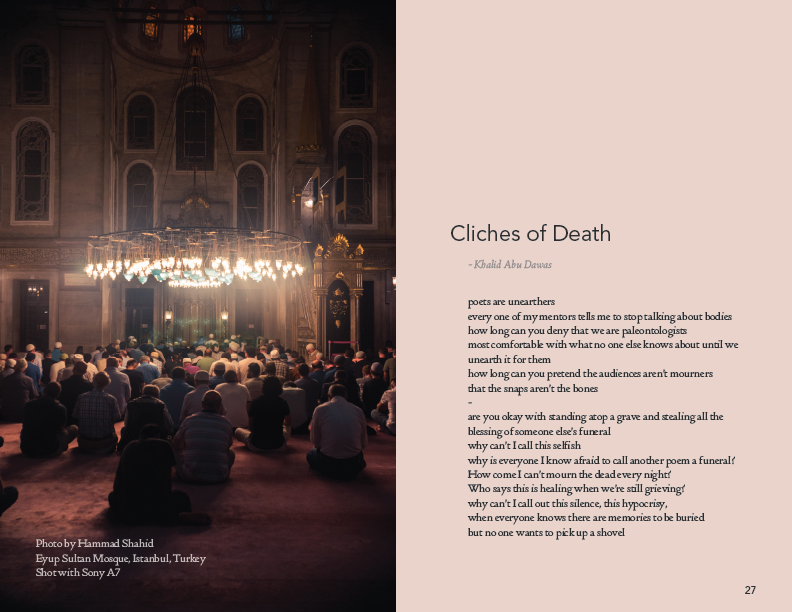 Photo by Hammad Shahid
Eyup Sultan Mosque, Istanbul, Turkey
Shot with Sony A7
Cliches of Death
- Khalid Abu Dawas
poets are unearthers
every one of my mentors tells me to stop talking about bodies
how long can you deny that we are paleontologists
most comfortable with what no one else knows about until we
unearth it for them
how long can you pretend the audiences aren't mourners
that the snaps aren't the bones
-
are you okay with standing atop a grave and stealing all the
blessing of someone else's funeral
why can't I call this selfish
why is everyone I know afraid to call another poem a funeral?
How come I can't mourn the dead every night?
Who says this is healing when we're still grieving?
why can't I call out this silence, this hypocrisy,
when everyone knows there are memories to be buried
but no one wants to pick up a shovel
27